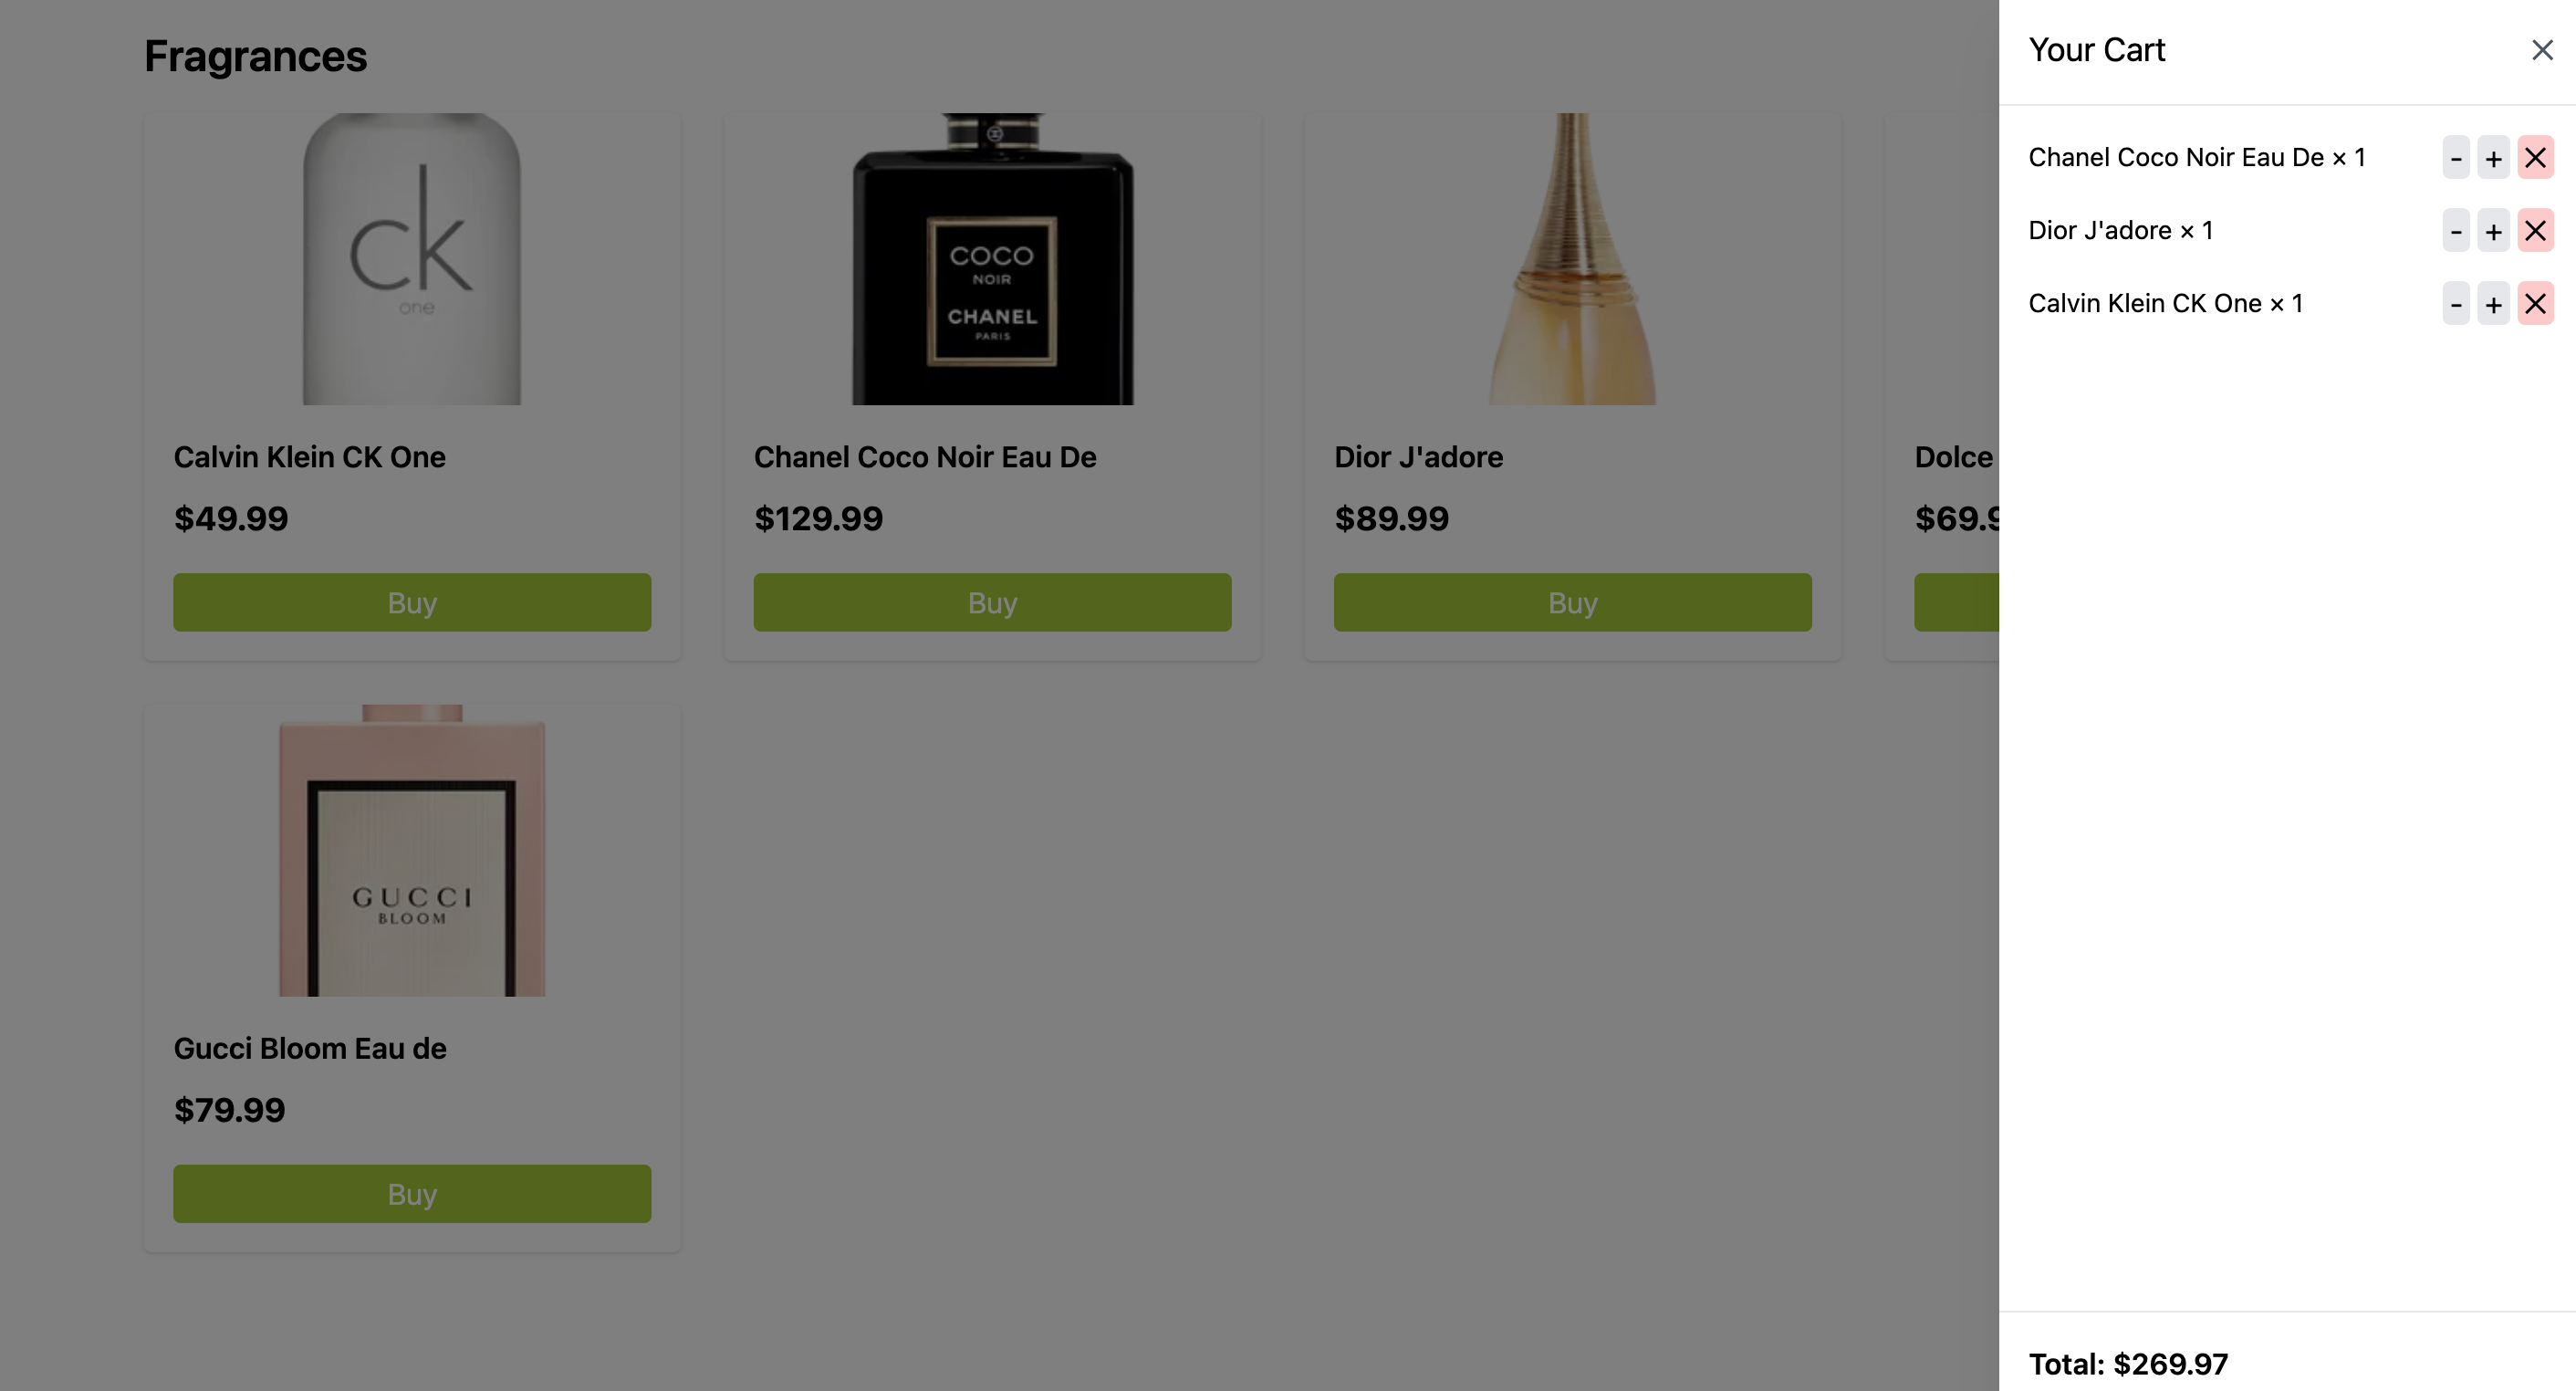 Fragrances
ck
one
COCO
NOIR
CHANEL
PARIS
Calvin Klein CK One
$49.99
Buy
Chanel Coco Noir Eau De
$129.99
Buy
Dior J'adore
$89.99
Buy
Dolce
$69.9
GUCCI
BLOOM
Gucci Bloom Eau de
$79.99
Buy
Your Cart
Chanel Coco Noir Eau De × 1
- +
Dior J'adore × 1
- +
Calvin Klein CK One × 1
- +
Total: $269.97